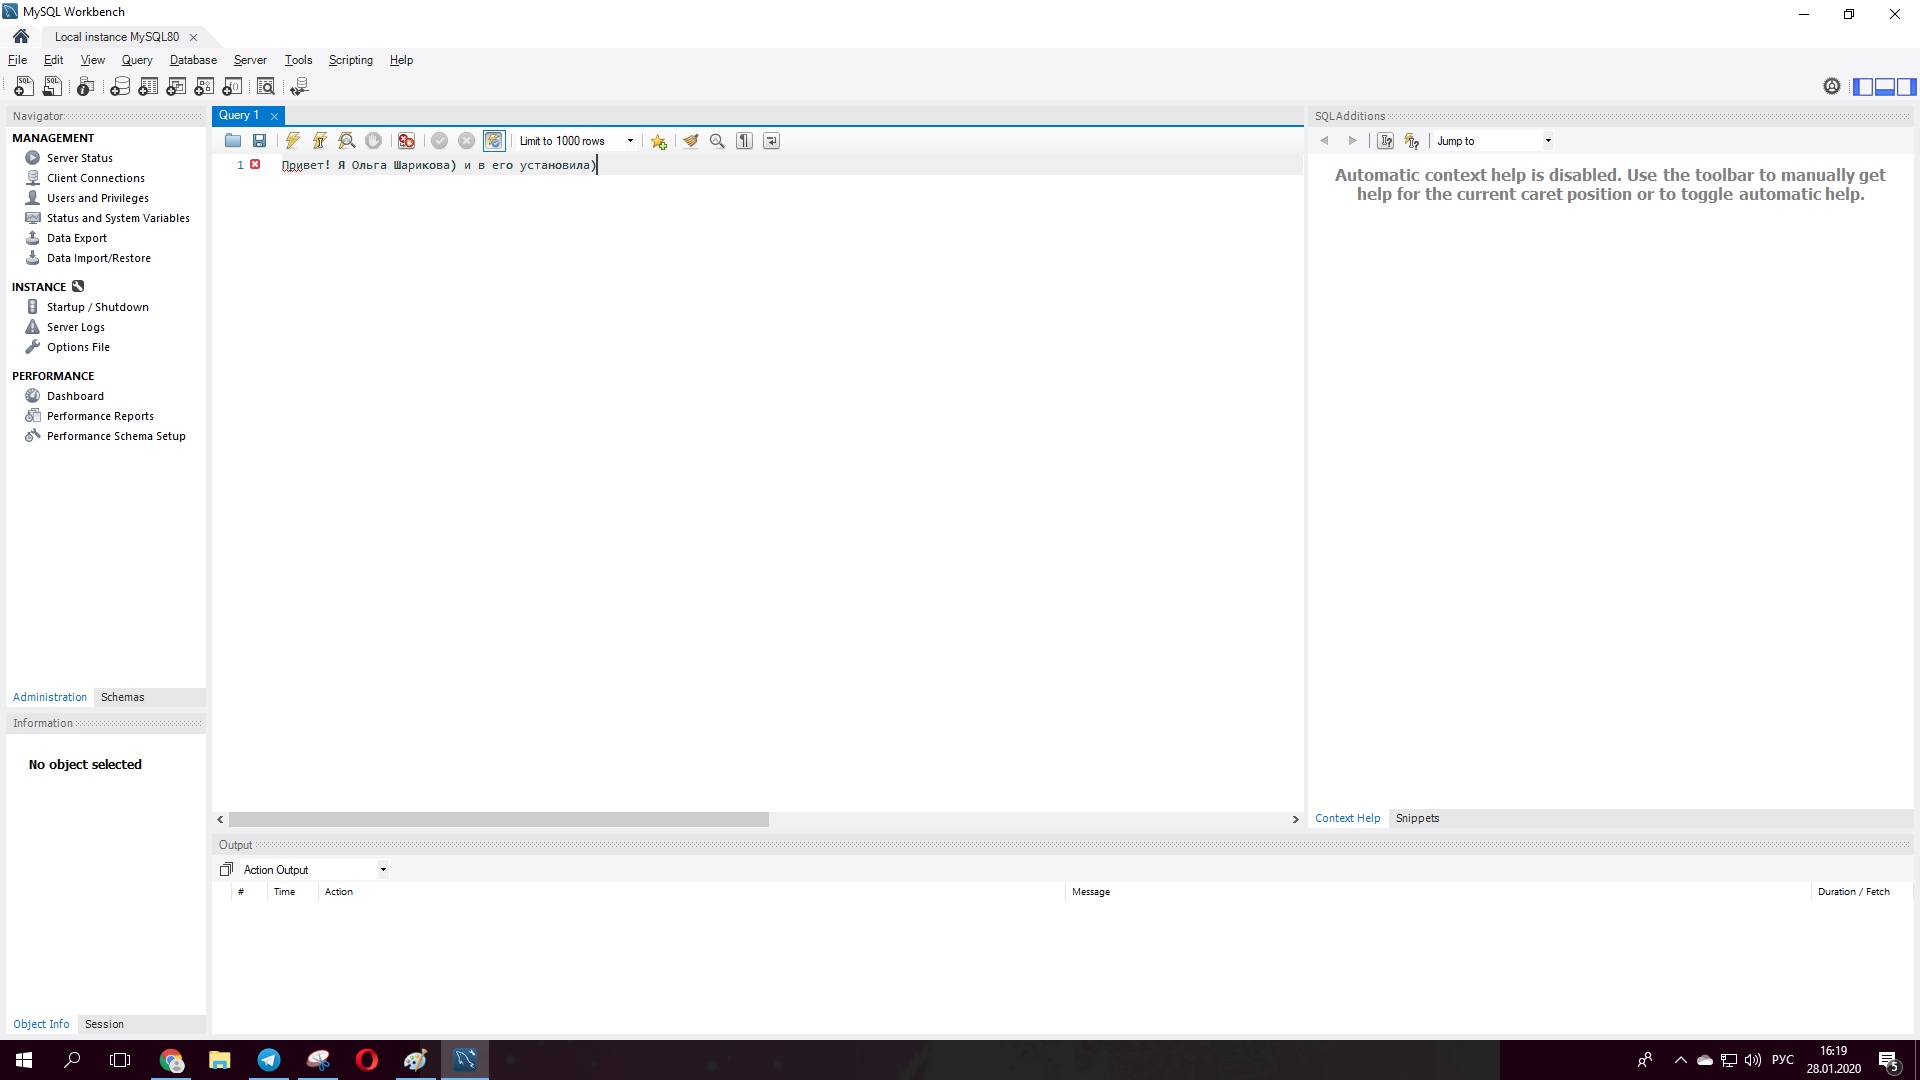 MySQL Workbench
Local instance MySQL80
File Edit View Query Database Server Tools Scripting Help
Navigator
MANAGEMENT
Server Status
Client Connections
Users and Privileges
Status and System Variables
Data Export
Data Import/Restore
INSTANCE
Startup / Shutdown
Server Logs
Options File
PERFORMANCE
Dashboard
Performance Reports
Performance Schema Setup
Administration Schemas
Information
No object selected
Object Info Session
Query 1
Limit to 1000 rows
1 Привет! Я Ольга Шарикова) и в его установила)
SQLAdditions
Jump to
Automatic context help is disabled. Use the toolbar to manually get
help for the current caret position or to toggle automatic help.
Context Help Snippets
Output
Action Output
# Time Action Message Duration / Fetch
РУС
16:19
28.01.2020
5